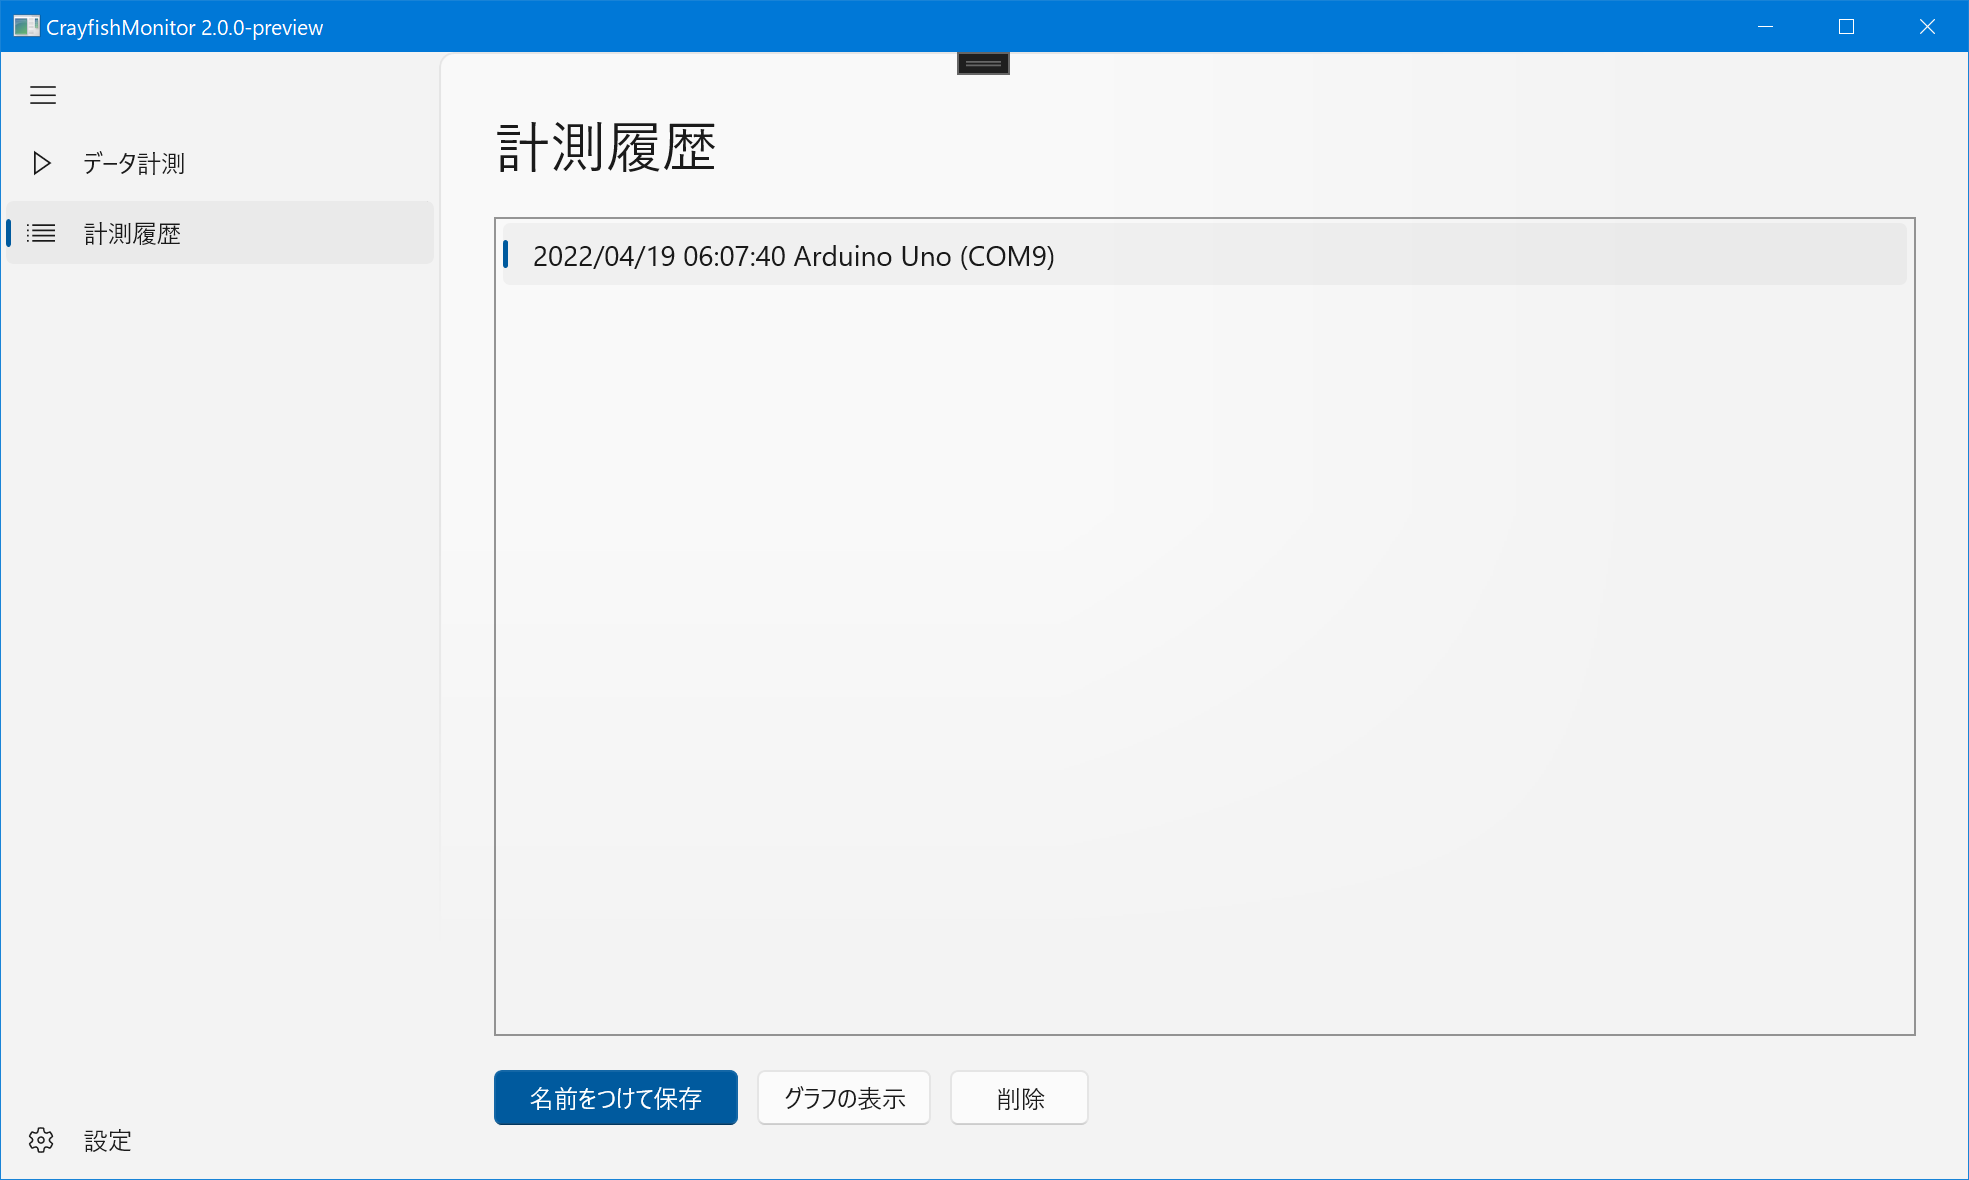 CrayfishMonitor 2.0.0-preview
データ計測
計測履歴
設定
計測履歴
2022/04/19 06:07:40 Arduino Uno (COM9)
名前をつけて保存
グラフの表示
削除